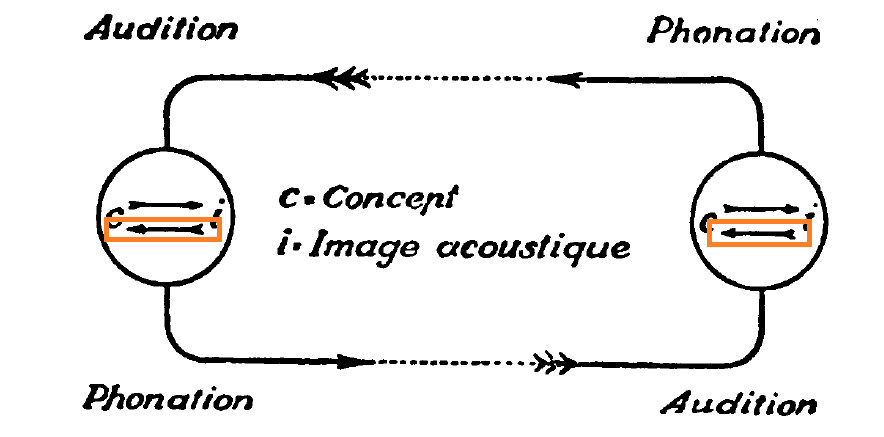 Audition
Phonation
c = Concept
i = Image acoustique
c i
c i
Phonation
Audition